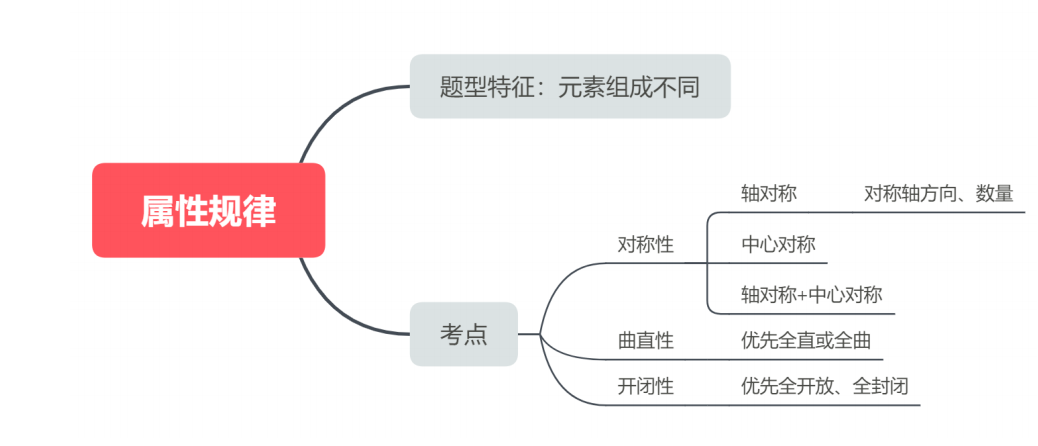 属性规律
题型特征：元素组成不同
考点
对称性
轴对称
对称轴方向、数量
中心对称
轴对称+中心对称
曲直性
优先全直或全曲
开闭性
优先全开放、全封闭